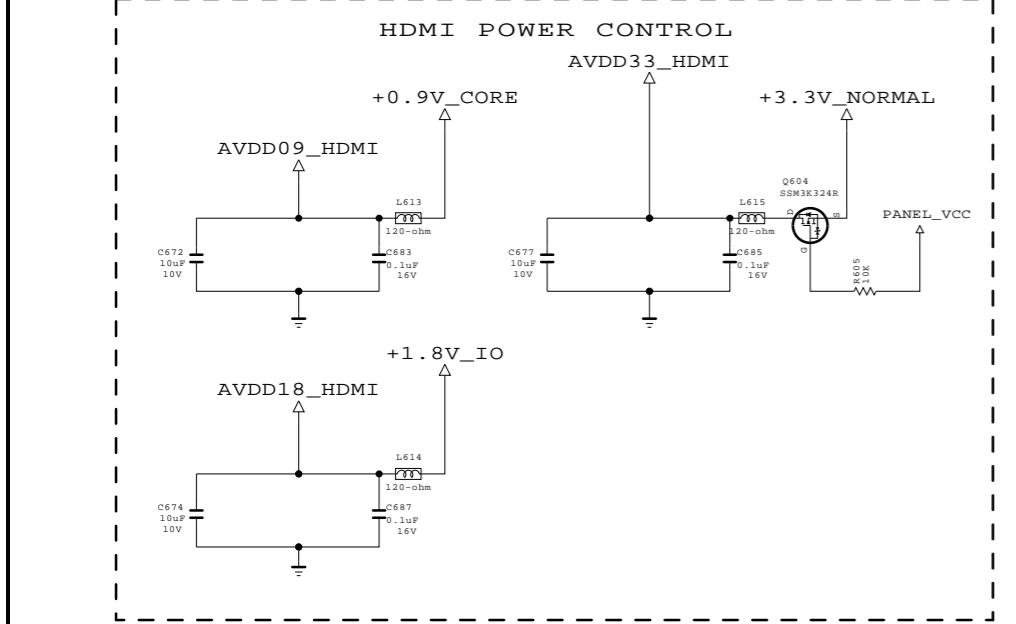 HDMI POWER CONTROL
AVDD33_HDMI
+0.9V_CORE
+3.3V_NORMAL
AVDD09_HDMI
Q604
SSM3K324R
L613
120-ohm
L615
120-ohm
D
S
G
PANEL_VCC
C672
10uF
10V
C683
0.1uF
16V
C677
10uF
10V
C685
0.1uF
16V
R605
10K
+1.8V_IO
AVDD18_HDMI
L614
120-ohm
C674
10uF
10V
C687
0.1uF
16V